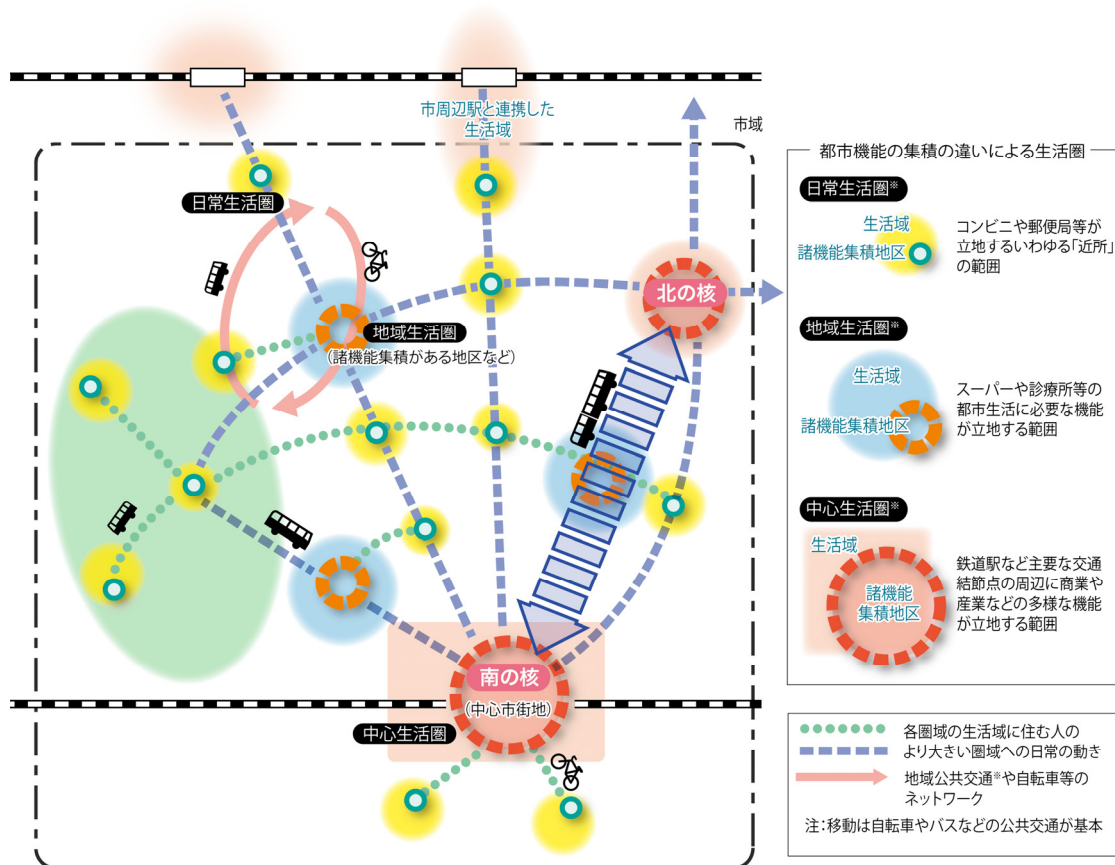 市周辺駅と連携した
生活域
市域
日常生活圏
北の核
地域生活圏
(諸機能集積がある地区など)
南の核
(中心市街地)
中心生活圏
都市機能の集積の違いによる生活圏
日常生活圏※
生活域
諸機能集積地区
コンビニや郵便局等が
立地するいわゆる「近所」
の範囲
地域生活圏※
生活域
諸機能集積地区
スーパーや診療所等の
都市生活に必要な機能
が立地する範囲
中心生活圏※
生活域
諸機能
集積地区
鉄道駅など主要な交通
結節点の周辺に商業や
産業などの多様な機能
が立地する範囲
各圏域の生活域に住む人の
より大きい圏域への日常の動き
地域公共交通※や自転車等の
ネットワーク
注:移動は自転車やバスなどの公共交通が基本